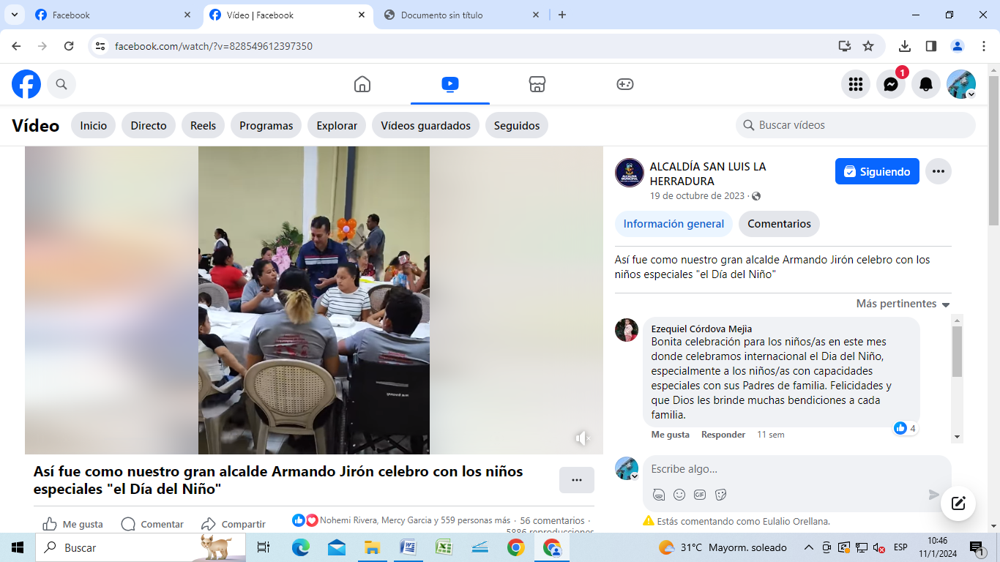 Facebook
Vídeo | Facebook
Documento sin título
facebook.com/watch/?v=828549612397350
1
Vídeo
Inicio
Directo
Reels
Programas
Explorar
Vídeos guardados
Seguidos
Buscar vídeos
ALCALDÍA SAN LUIS LA
HERRADURA
19 de octubre de 2023 ·
Siguiendo
Información general
Comentarios
Así fue como nuestro gran alcalde Armando Jirón celebro con los
niños especiales "el Día del Niño"
Más pertinentes
Ezequiel Córdova Mejia
Bonita celebración para los niños/as en este mes
donde celebramos internacional el Dia del Niño,
especialmente a los niños/as con capacidades
especiales con sus Padres de familia. Felicidades y
que Dios les brinde muchas bendiciones a cada
familia.
4
Me gusta
Responder
11 sem
Escribe algo...
GIF
Estás comentando como Eulalio Orellana.
Así fue como nuestro gran alcalde Armando Jirón celebro con los niños
especiales "el Día del Niño"
Me gusta
Comentar
Compartir
Nohemi Rivera, Mercy Garcia y 559 personas más · 56 comentarios ·
5886 reproducciones
Buscar
31°C Mayorm. soleado
ESP
10:46
11/1/2024
1